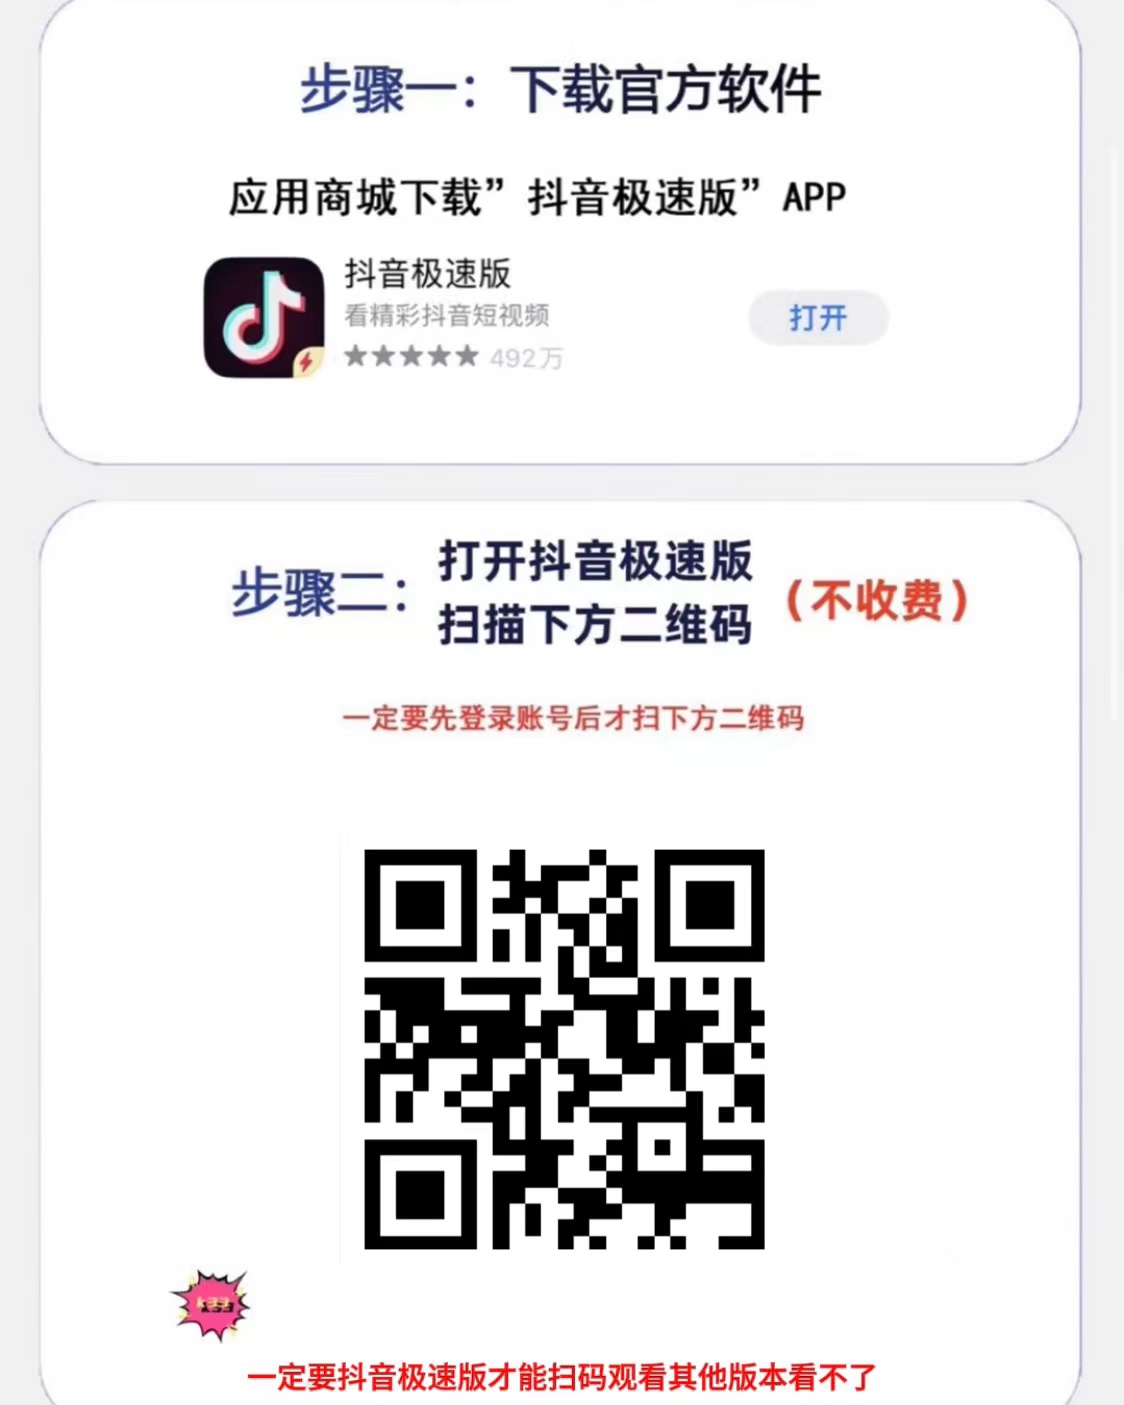 步骤一：下载官方软件
应用商城下载”抖音极速版”APP
抖音极速版
看精彩抖音短视频
★★★★★ 492万
打开
步骤二：打开抖音极速版
扫描下方二维码
（不收费）
一定要先登录账号后才扫下方二维码
一定要抖音极速版才能扫码观看其他版本看不了